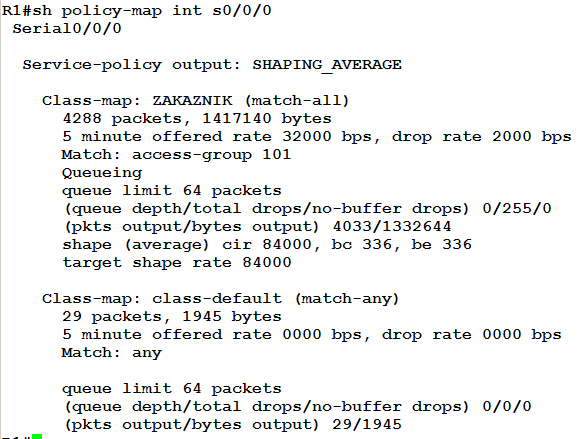 R1#sh policy-map int s0/0/0
Serial0/0/0
Service-policy output: SHAPING_AVERAGE
Class-map: ZAKAZNIK (match-all)
4288 packets, 1417140 bytes
5 minute offered rate 32000 bps, drop rate 2000 bps
Match: access-group 101
Queueing
queue limit 64 packets
(queue depth/total drops/no-buffer drops) 0/255/0
(pkts output/bytes output) 4033/1332644
shape (average) cir 84000, bc 336, be 336
target shape rate 84000
Class-map: class-default (match-any)
29 packets, 1945 bytes
5 minute offered rate 0000 bps, drop rate 0000 bps
Match: any
queue limit 64 packets
(queue depth/total drops/no-buffer drops) 0/0/0
(pkts output/bytes output) 29/1945
R1#